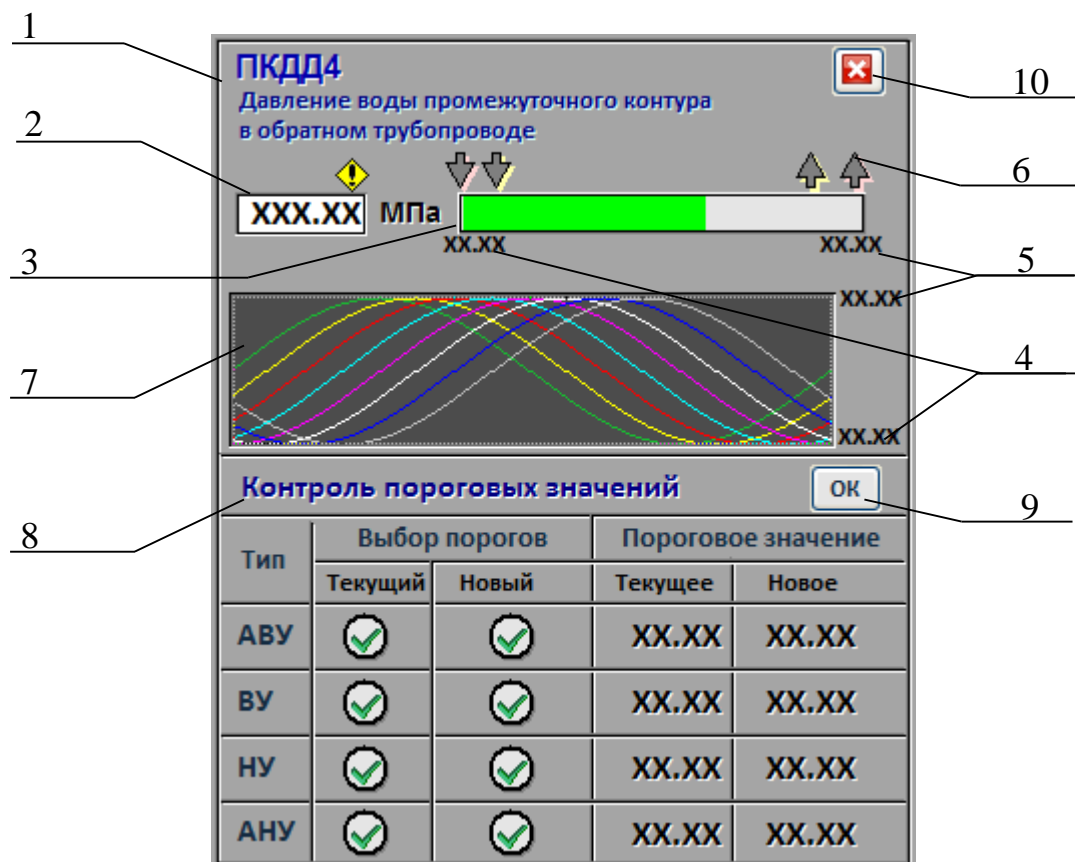 1
ПКДД4
10
Давление воды промежуточного контура
2
в обратном трубопроводе
6
XXX.XX МПа
3
XX.XX XX.XX
5
XX.XX
7
4
XX.XX
Контроль пороговых значений ОК
8
9
Тип Выбор порогов Пороговое значение
Текущий Новый Текущее Новое
АВУ XX.XX XX.XX
ВУ XX.XX XX.XX
НУ XX.XX XX.XX
АНУ XX.XX XX.XX